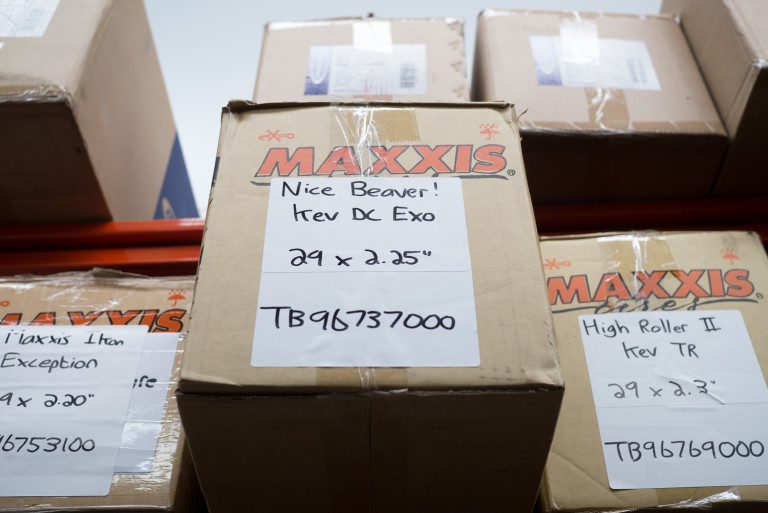 MAXXIS
Nice Beaver!
Kev DC Exo
29 x 2.25"
TB96737000
MAXXIS
Maxxis Ikon
Exception
9 x 2.20"
6753100
MAXXIS
High Roller II
Kev TR
29 x 2.3"
TB96769000